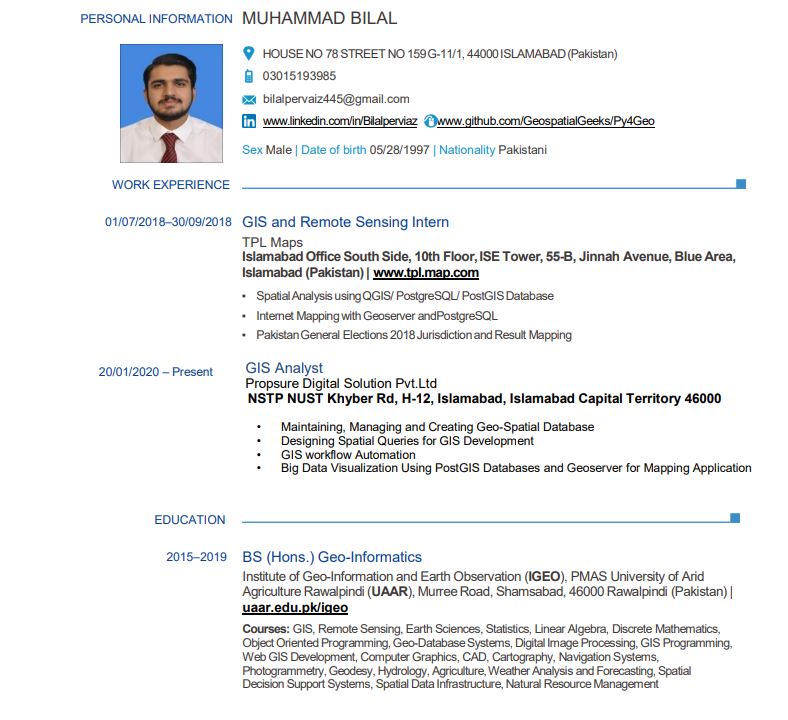 PERSONAL INFORMATION MUHAMMAD BILAL
HOUSE NO 78 STREET NO 159 G-11/1, 44000 ISLAMABAD (Pakistan)
03015193985
bilalpervaiz445@gmail.com
www.linkedin.com/in/Bilalperviaz www.github.com/GeospatialGeeks/Py4Geo
Sex Male | Date of birth 05/28/1997 | Nationality Pakistani
WORK EXPERIENCE
01/07/2018–30/09/2018 GIS and Remote Sensing Intern
TPL Maps
Islamabad Office South Side, 10th Floor, ISE Tower, 55-B, Jinnah Avenue, Blue Area,
Islamabad (Pakistan) | www.tpl.map.com
▪ Spatial Analysis using QGIS/ PostgreSQL/ PostGIS Database
▪ Internet Mapping with Geoserver andPostgreSQL
▪ Pakistan General Elections 2018 Jurisdiction and Result Mapping
20/01/2020 – Present GIS Analyst
Propsure Digital Solution Pvt.Ltd
NSTP NUST Khyber Rd, H-12, Islamabad, Islamabad Capital Territory 46000
• Maintaining, Managing and Creating Geo-Spatial Database
• Designing Spatial Queries for GIS Development
• GIS workflow Automation
• Big Data Visualization Using PostGIS Databases and Geoserver for Mapping Application
EDUCATION
2015–2019 BS (Hons.) Geo-Informatics
Institute of Geo-Information and Earth Observation (IGEO), PMAS University of Arid
Agriculture Rawalpindi (UAAR), Murree Road, Shamsabad, 46000 Rawalpindi (Pakistan) |
uaar.edu.pk/igeo
Courses: GIS, Remote Sensing, Earth Sciences, Statistics, Linear Algebra, Discrete Mathematics,
Object Oriented Programming, Geo-Database Systems, Digital Image Processing, GIS Programming,
Web GIS Development, Computer Graphics, CAD, Cartography, Navigation Systems,
Photogrammetry, Geodesy, Hydrology, Agriculture, Weather Analysis and Forecasting, Spatial
Decision Support Systems, Spatial Data Infrastructure, Natural Resource Management